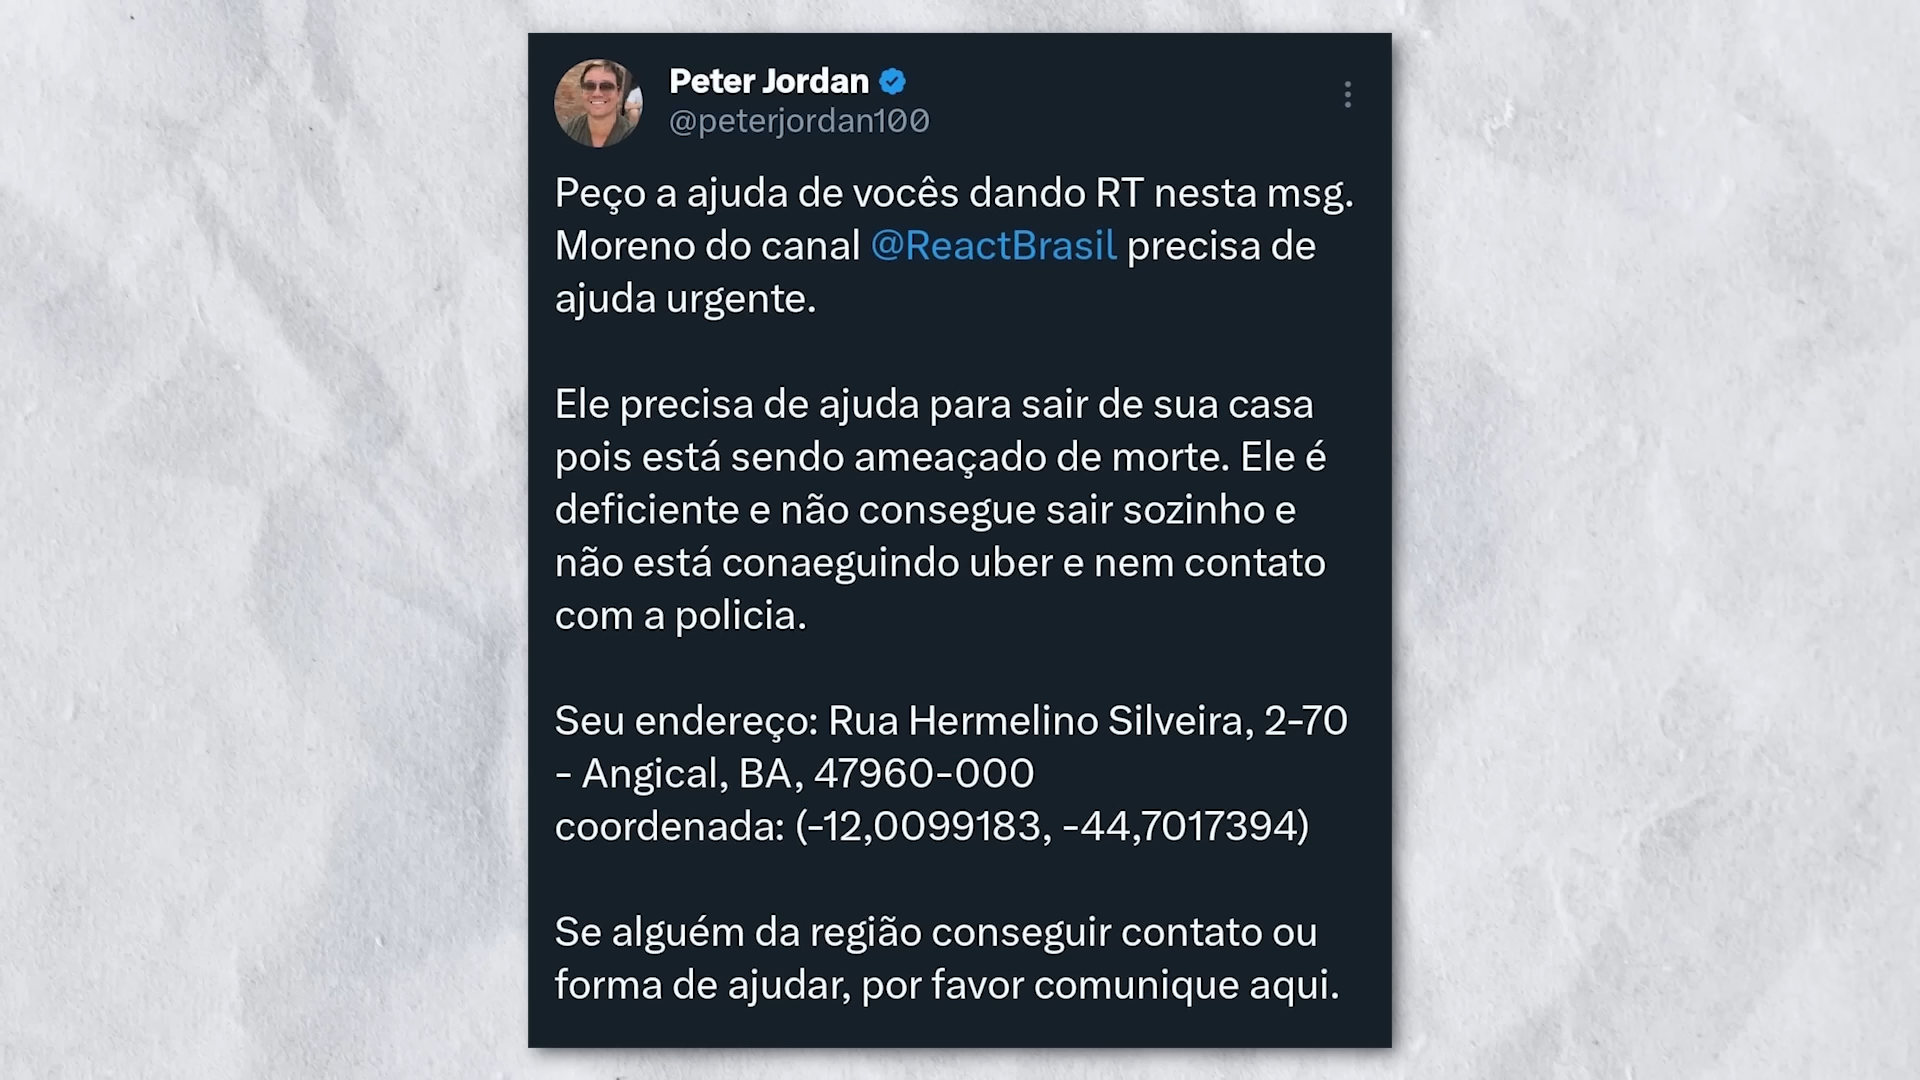 Peter Jordan
@peterjordan100
Peço a ajuda de vocês dando RT nesta msg.
Moreno do canal @ReactBrasil precisa de
ajuda urgente.
Ele precisa de ajuda para sair de sua casa
pois está sendo ameaçado de morte. Ele é
deficiente e não consegue sair sozinho e
não está conaeguindo uber e nem contato
com a policia.
Seu endereço: Rua Hermelino Silveira, 2-70
- Angical, BA, 47960-000
coordenada: (-12,0099183, -44,7017394)
Se alguém da região conseguir contato ou
forma de ajudar, por favor comunique aqui.